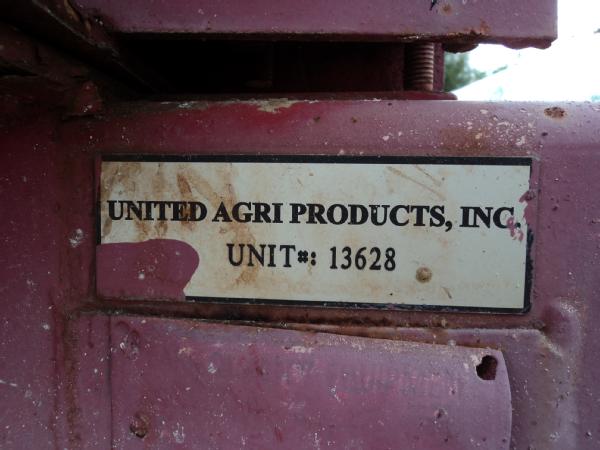 UNITED AGRI PRODUCTS, INC.
UNIT#: 13628